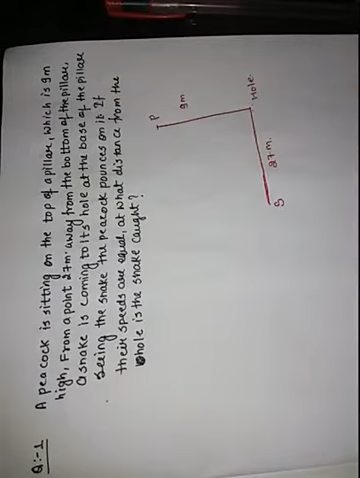 Q:-1 A peacock is sitting on the top of a pillar, which is 9m
high, From a point 27m. away from the bottom of the pillar,
a snake is coming to its hole at the base of the pillar
seeing the snake the peacock pounces on it If
their speeds are equal, at what distance from the
whole is the snake caught?
P
9m
Hole
27m.
S